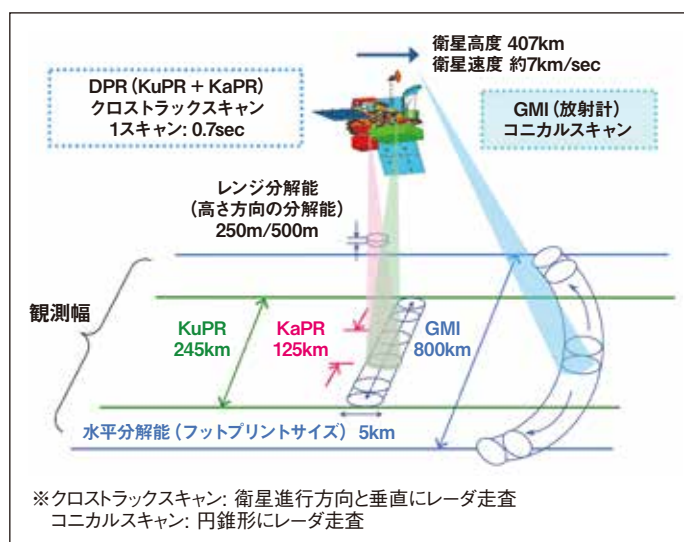 衛星高度 407km
衛星速度 約7km/sec
DPR（KuPR + KaPR）
クロストラックスキャン
1スキャン: 0.7sec
GMI（放射計）
コニカルスキャン
レンジ分解能
（高さ方向の分解能）
250m/500m
観測幅
KuPR
245km
KaPR
125km
GMI
800km
水平分解能（フットプリントサイズ） 5km
※クロストラックスキャン: 衛星進行方向と垂直にレーダ走査
コニカルスキャン: 円錐形にレーダ走査